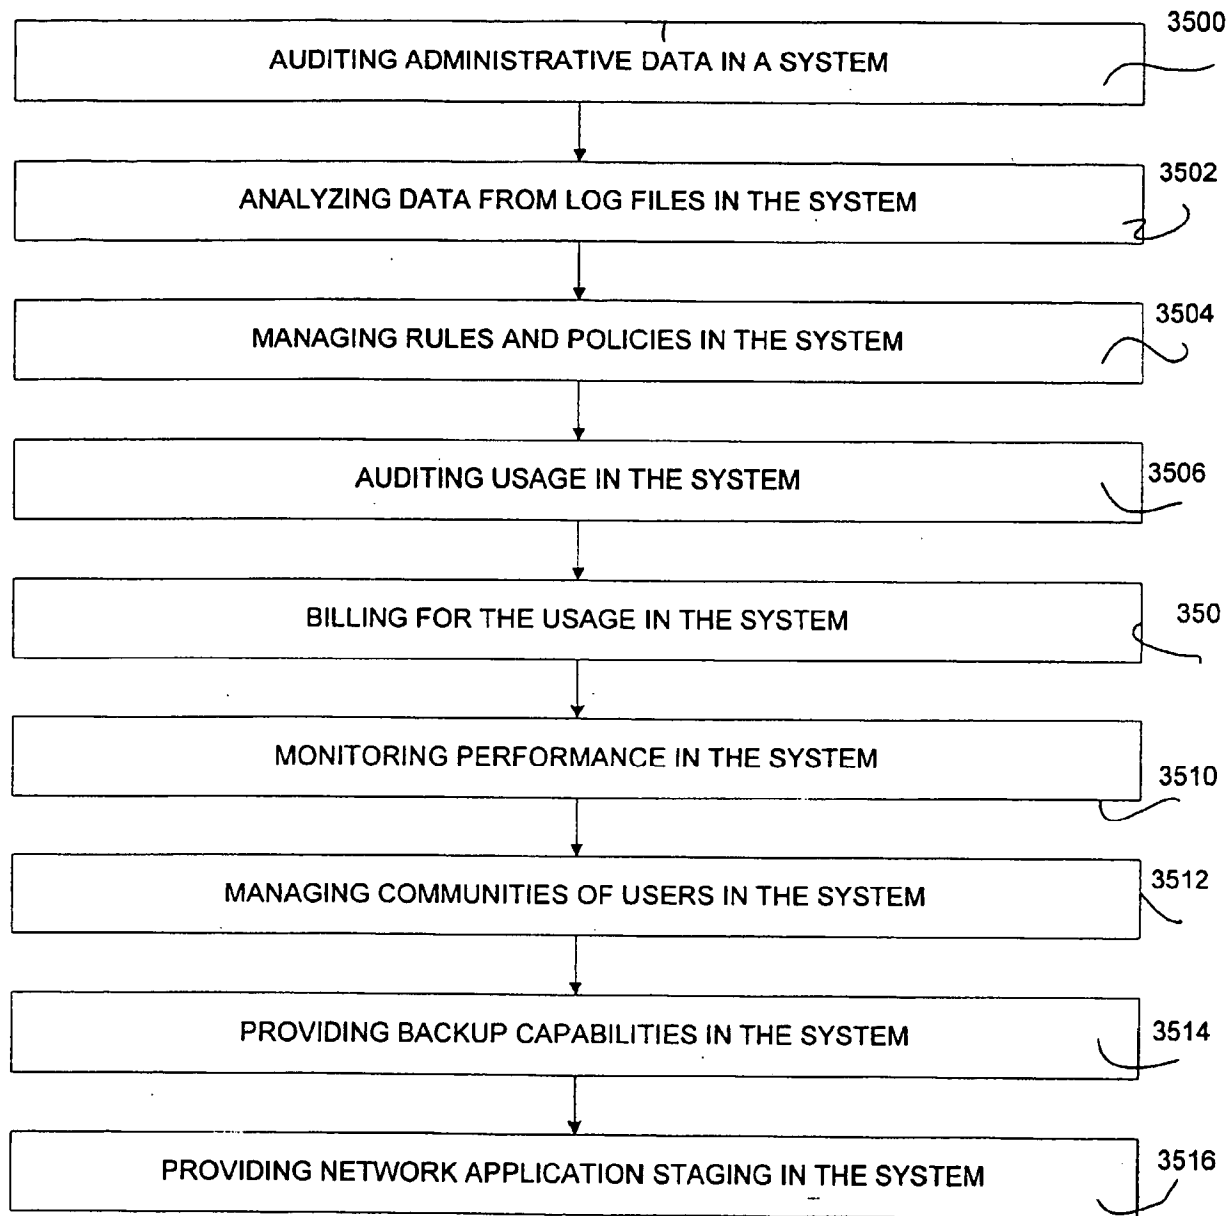 3500
AUDITING ADMINISTRATIVE DATA IN A SYSTEM
3502
ANALYZING DATA FROM LOG FILES IN THE SYSTEM
3504
MANAGING RULES AND POLICIES IN THE SYSTEM
3506
AUDITING USAGE IN THE SYSTEM
350
BILLING FOR THE USAGE IN THE SYSTEM
MONITORING PERFORMANCE IN THE SYSTEM
3510
MANAGING COMMUNITIES OF USERS IN THE SYSTEM
3512
PROVIDING BACKUP CAPABILITIES IN THE SYSTEM
3514
PROVIDING NETWORK APPLICATION STAGING IN THE SYSTEM
3516